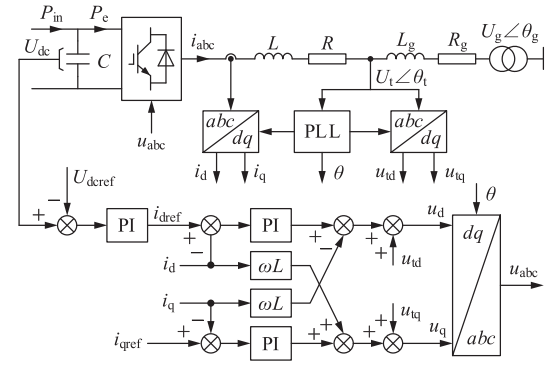 P_in P_e i_abc L R L_g R_g U_g∠θ_g
U_dc C U_t∠θ_t
abc dq PLL abc dq
u_abc i_d i_q θ u_td u_tq
U_dcref θ
− + PI i_dref + − PI + − + + u_d dq
i_d ωL u_td
i_q ωL u_tq u_abc
i_qref + − PI + + + + u_q abc